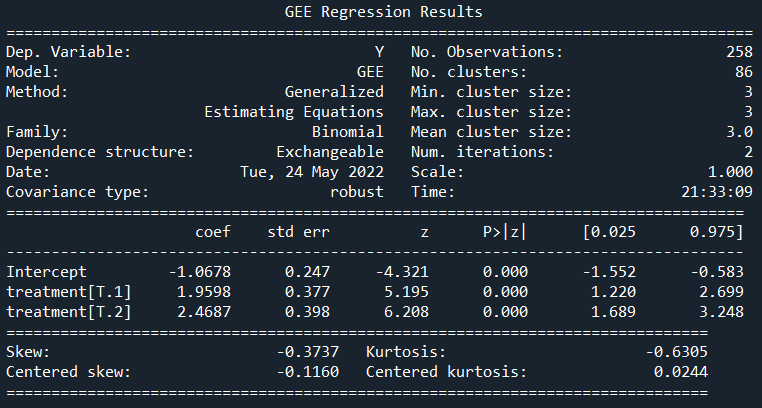 GEE Regression Results
===================================================================================
Dep. Variable:                           Y   No. Observations:                  258
Model:                                 GEE   No. clusters:                       86
Method:                        Generalized   Min. cluster size:                   3
                      Estimating Equations   Max. cluster size:                   3
Family:                           Binomial   Mean cluster size:                 3.0
Dependence structure:         Exchangeable   Num. iterations:                     2
Date:                     Tue, 24 May 2022   Scale:                           1.000
Covariance type:                    robust   Time:                         21:33:09
==================================================================================
                     coef    std err          z      P>|z|      [0.025      0.975]
----------------------------------------------------------------------------------
Intercept         -1.0678      0.247     -4.321      0.000      -1.552      -0.583
treatment[T.1]     1.9598      0.377      5.195      0.000       1.220       2.699
treatment[T.2]     2.4687      0.398      6.208      0.000       1.689       3.248
==============================================================================
Skew:                         -0.3737   Kurtosis:                      -0.6305
Centered skew:                -0.1160   Centered kurtosis:              0.0244
==============================================================================